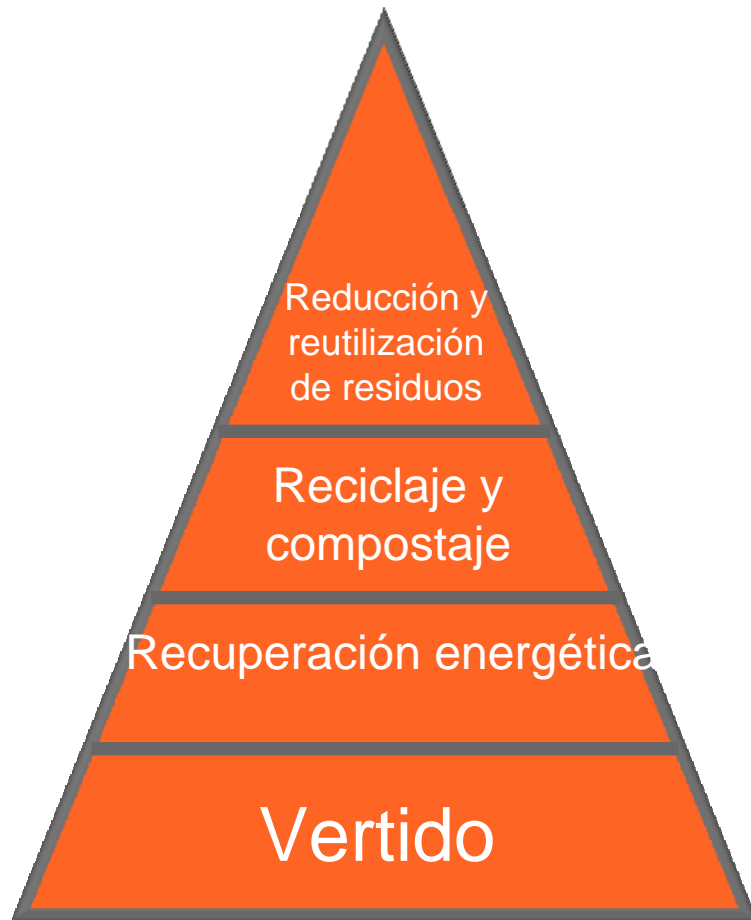 Reducción y
reutilización
de residuos
Reciclaje y
compostaje
Recuperación energética
Vertido